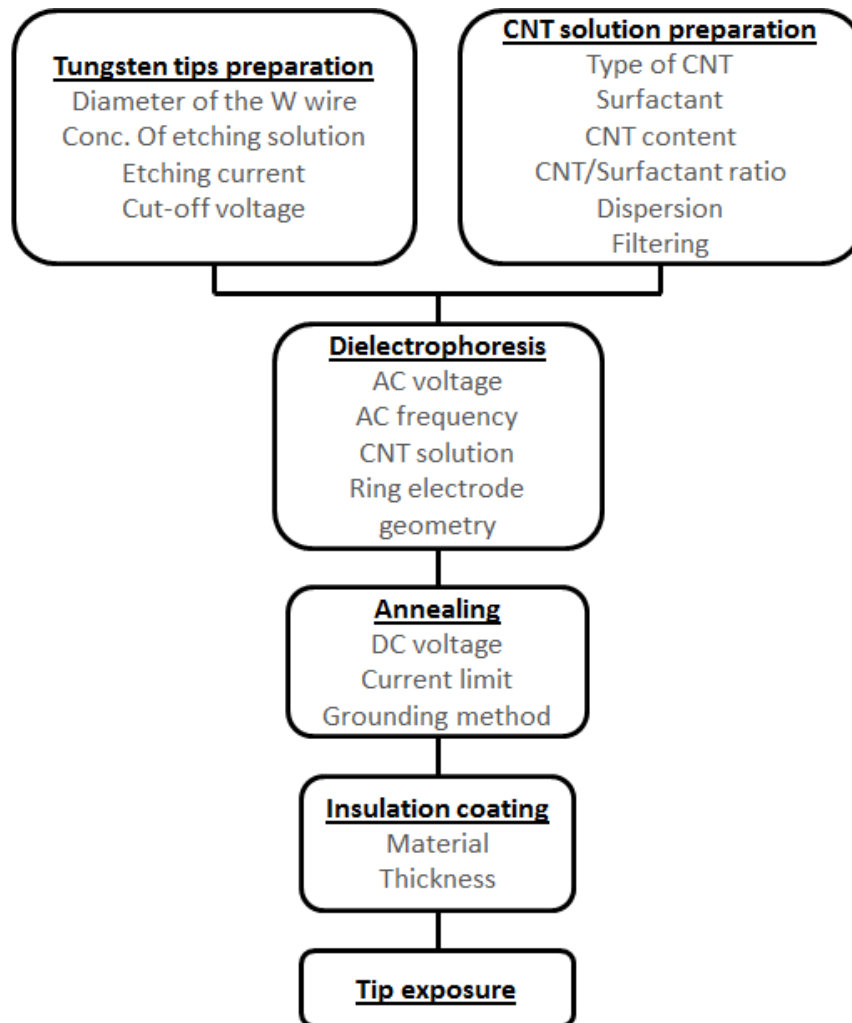 Tungsten tips preparation
Diameter of the W wire
Conc. Of etching solution
Etching current
Cut-off voltage
CNT solution preparation
Type of CNT
Surfactant
CNT content
CNT/Surfactant ratio
Dispersion
Filtering
Dielectrophoresis
AC voltage
AC frequency
CNT solution
Ring electrode
geometry
Annealing
DC voltage
Current limit
Grounding method
Insulation coating
Material
Thickness
Tip exposure